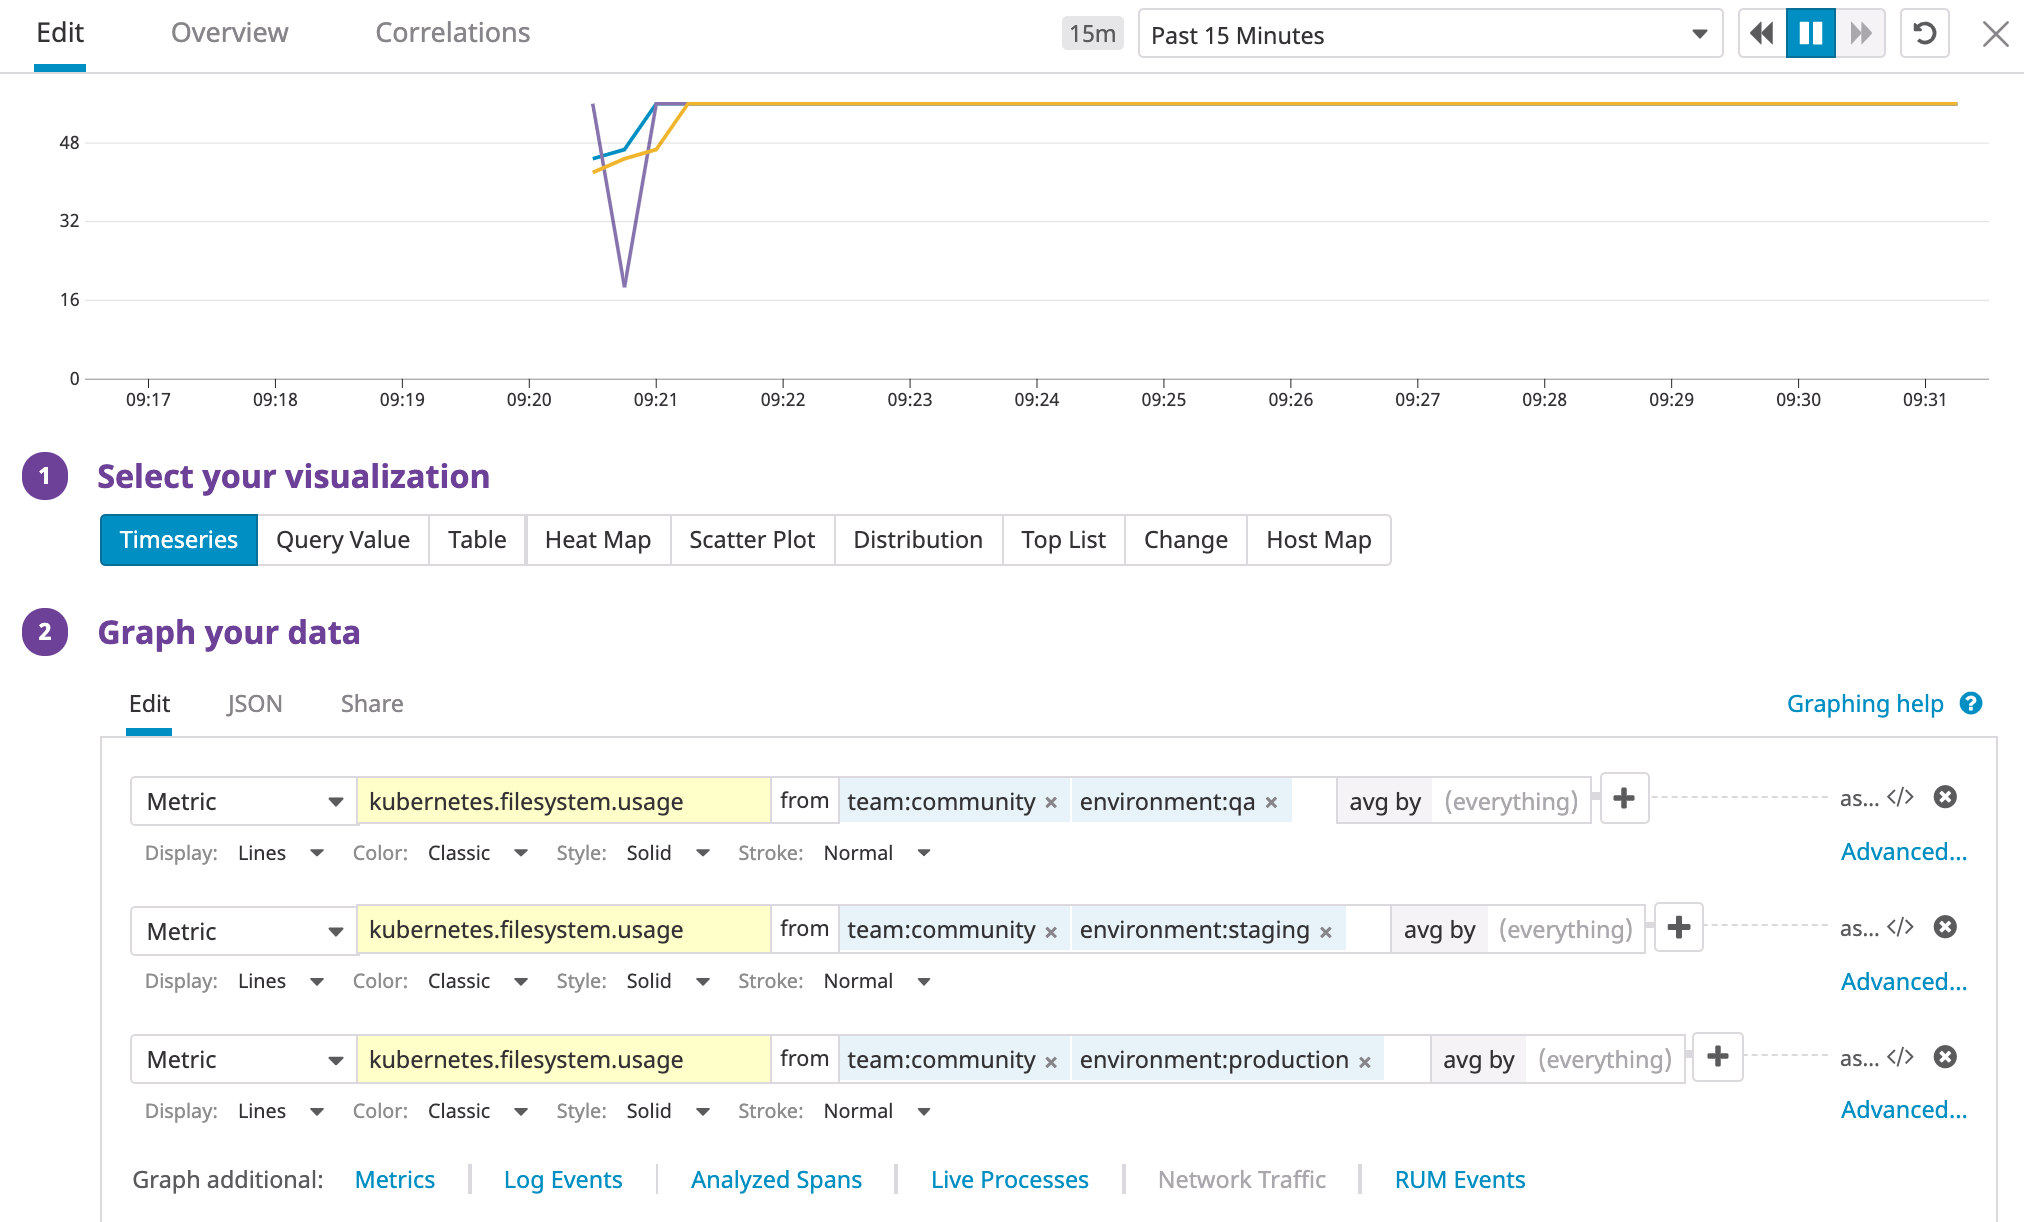 Edit Overview Correlations 15m Past 15 Minutes
48
32
16
0
09:17 09:18 09:19 09:20 09:21 09:22 09:23 09:24 09:25 09:26 09:27 09:28 09:29 09:30 09:31
1 Select your visualization
Timeseries Query Value Table Heat Map Scatter Plot Distribution Top List Change Host Map
2 Graph your data
Edit JSON Share Graphing help ?
Metric kubernetes.filesystem.usage from team:community × environment:qa × avg by (everything) + as... </>
Display: Lines Color: Classic Style: Solid Stroke: Normal Advanced...
Metric kubernetes.filesystem.usage from team:community × environment:staging × avg by (everything) + as... </>
Display: Lines Color: Classic Style: Solid Stroke: Normal Advanced...
Metric kubernetes.filesystem.usage from team:community × environment:production × avg by (everything) + as... </>
Display: Lines Color: Classic Style: Solid Stroke: Normal Advanced...
Graph additional: Metrics | Log Events | Analyzed Spans | Live Processes | Network Traffic | RUM Events